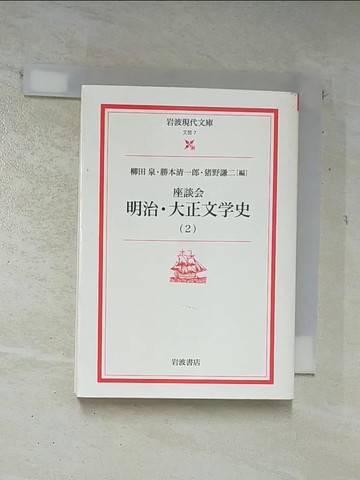 岩波現代文庫
文芸 7
柳田 泉・勝本清一郎・猪野謙二[編]
座談会
明治・大正文学史
(2)
岩波書店